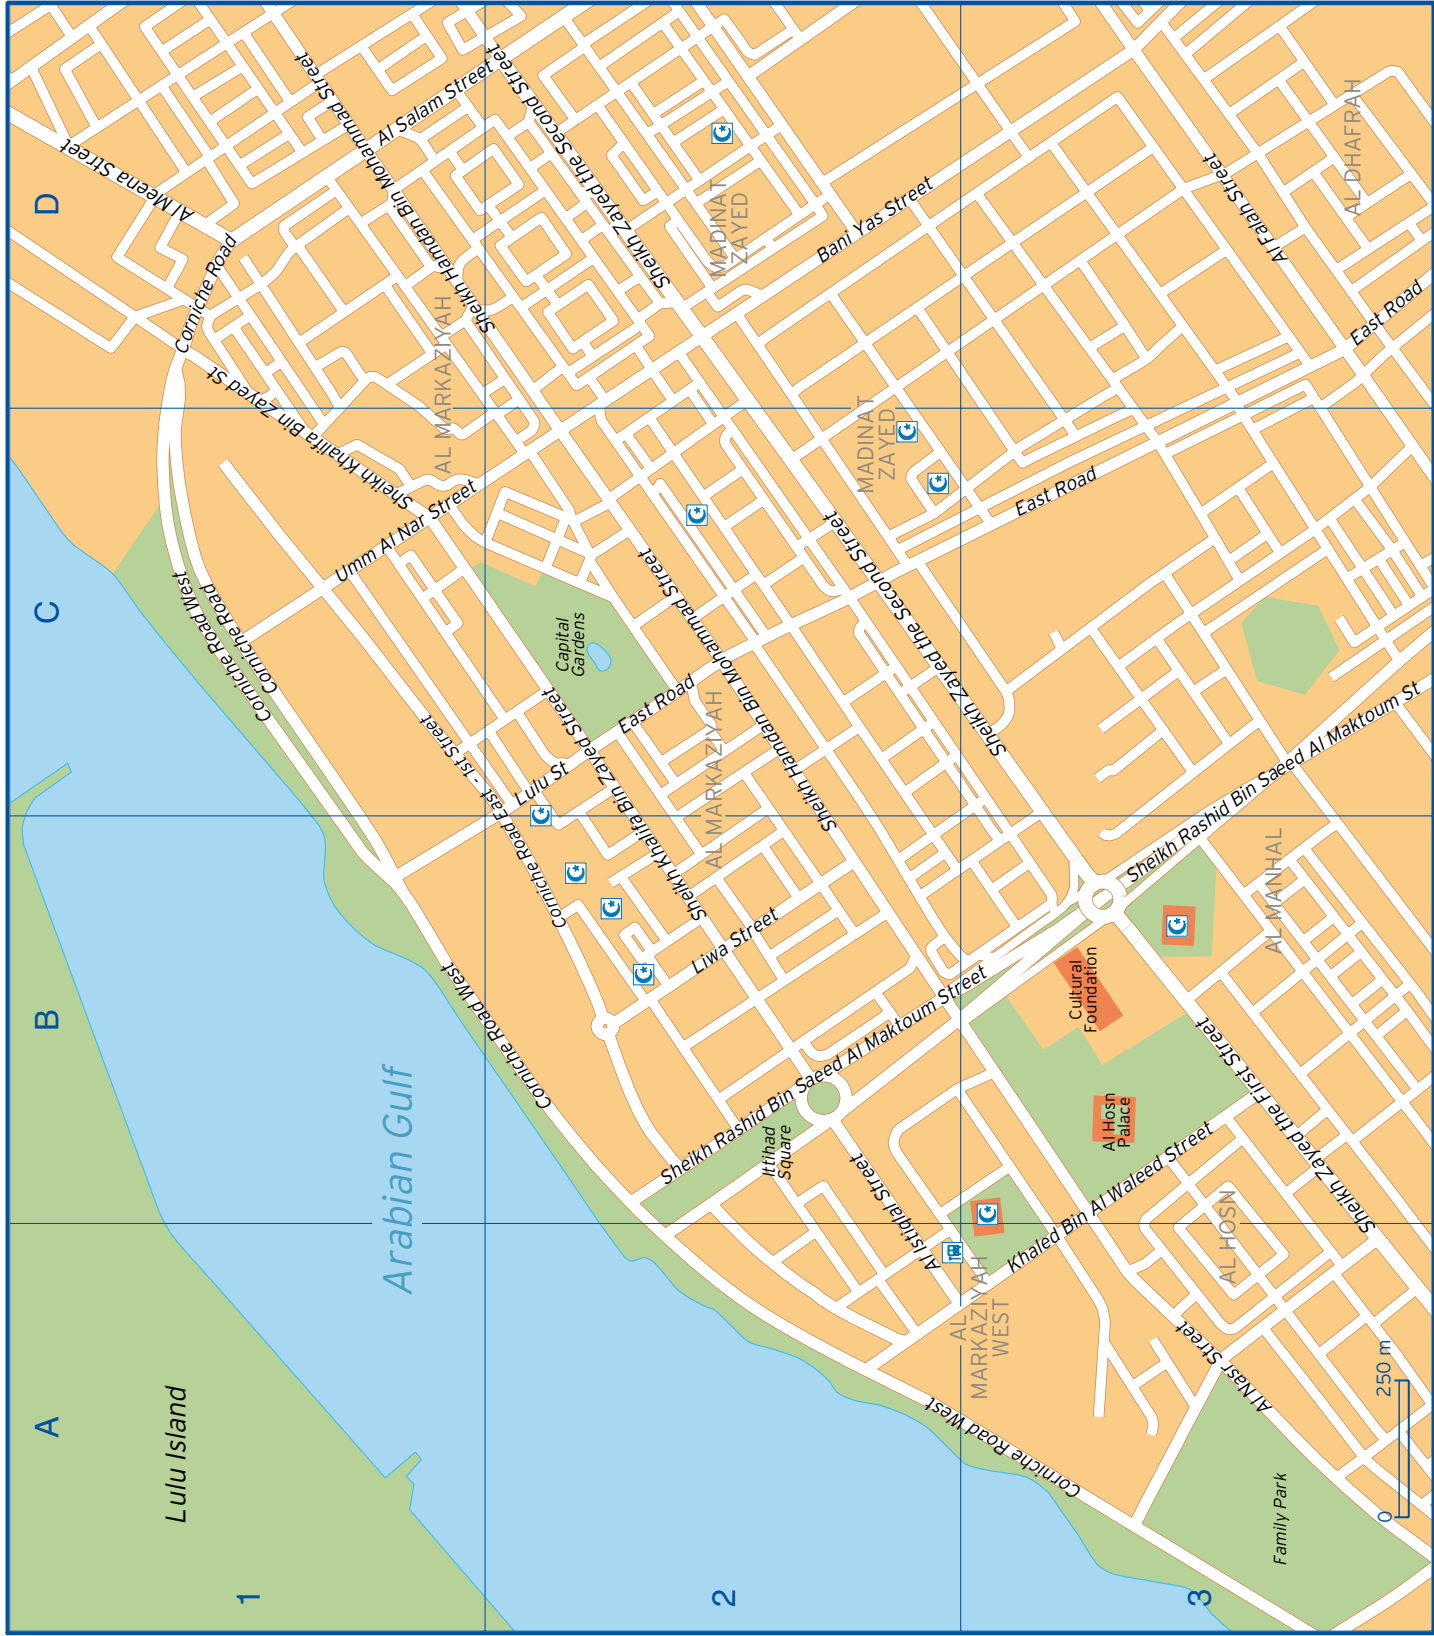 A
B
C
D
1
2
3
Lulu Island
Arabian Gulf
Corniche Road West
Corniche Road
Corniche Road West
Corniche Road
Corniche Road
Al Meena Street
Al Salam Street
Sheikh Hamdan Bin Mohammad Street
Sheikh Zayed the Second Street
Sheikh Khalifa Bin Zayed St
Umm Al Nar Street
AL MARKAZIYAH
MADINAT
ZAYED
Bani Yas Street
Al Falah Street
AL DHAFRAH
East Road
MADINAT
ZAYED
East Road
Capital
Gardens
East Road
Lulu St
Corniche Road East - Ist Street
Sheikh Khalifa Bin Zayed Street
AL MARKAZIYAH
Sheikh Hamdan Bin Mohammad Street
Sheikh Zayed the Second Street
Liwa Street
Corniche Road West
Sheikh Rashid Bin Saeed Al Maktoum Street
Sheikh Rashid Bin Saeed Al Maktoum St
Ittihad
Square
Cultural
Foundation
AL MANHAL
Al Hosn
Palace
Sheikh Zayed the First Street
Al Istiqlal Street
Khaled Bin Al Waleed Street
AL HOSN
AL
MARKAZIYAH
WEST
Al Nasr Street
Corniche Road West
Family Park
0
250 m